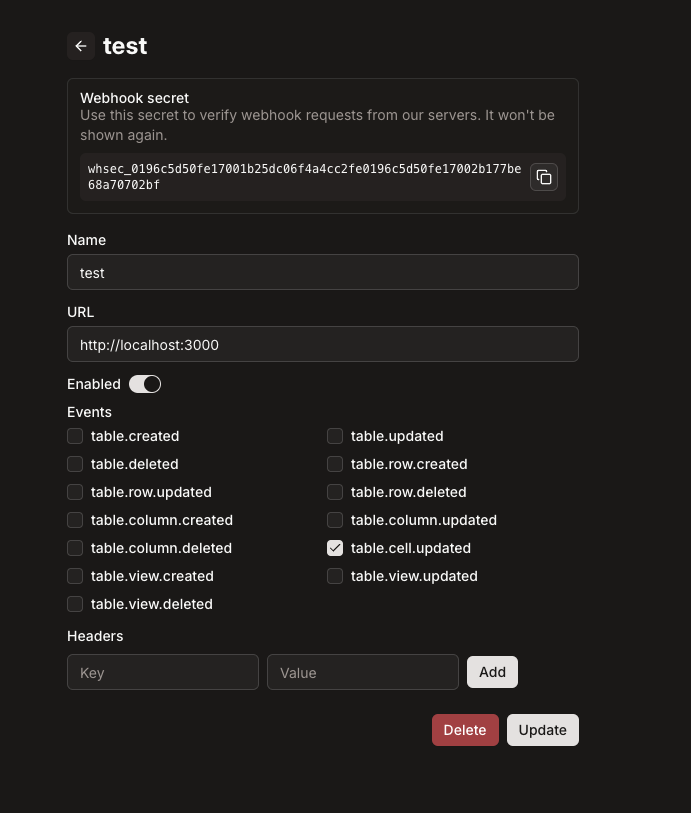 test
Webhook secret
Use this secret to verify webhook requests from our servers. It won't be
shown again.
whsec_0196c5d50fe17001b25dc06f4a4cc2fe0196c5d50fe17002b177be
68a70702bf
Name
test
URL
http://localhost:3000
Enabled
Events
table.created
table.updated
table.deleted
table.row.created
table.row.updated
table.row.deleted
table.column.created
table.column.updated
table.column.deleted
table.cell.updated
table.view.created
table.view.updated
table.view.deleted
Headers
Key
Value
Add
Delete
Update